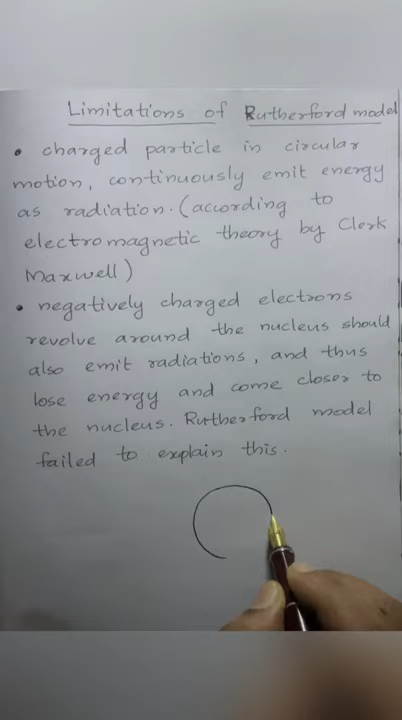 Limitations of Rutherford model
• charged particle in circular
motion, continuously emit energy
as radiation. (according to
electromagnetic theory by Clerk
Maxwell)
• negatively charged electrons
revolve around the nucleus should
also emit radiations, and thus
lose energy and come closer to
the nucleus. Rutherford model
failed to explain this.